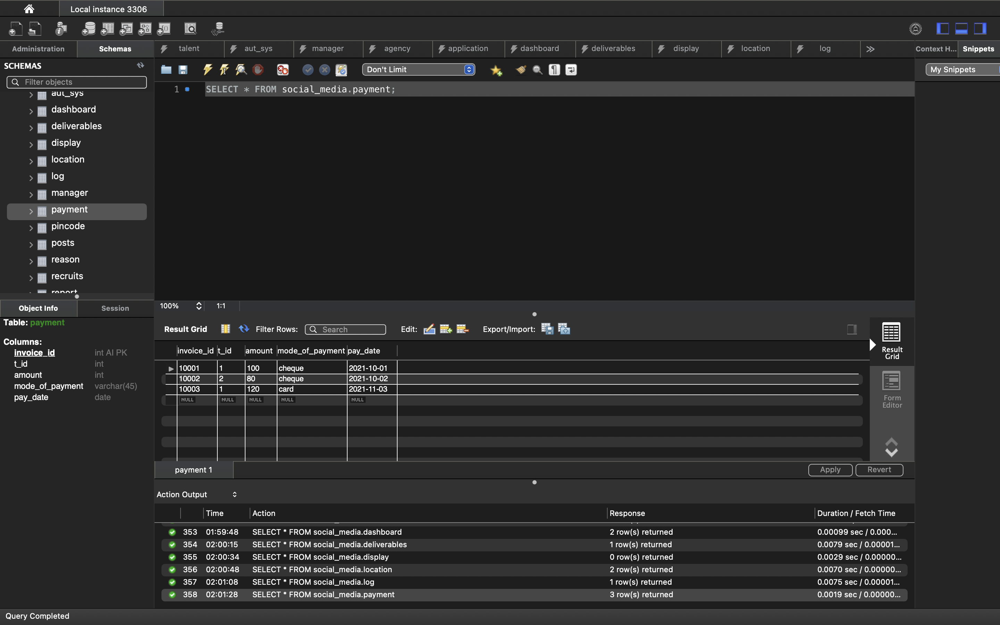 Local instance 3306
Administration
Schemas
talent
aut_sys
manager
agency
application
dashboard
deliverables
display
location
log
Context H...
Snippets
SCHEMAS
Filter objects
Don't Limit
My Snippets
1
SELECT * FROM social_media.payment;
aut_sys
dashboard
deliverables
display
location
log
manager
payment
pincode
posts
reason
recruits
report
Object Info
Session
100%
1:1
Table: payment
Columns:
invoice_id int AI PK
t_id int
amount int
mode_of_payment varchar(45)
pay_date date
Result Grid
Filter Rows:
Search
Edit:
Export/Import:
invoice_id t_id amount mode_of_payment pay_date
10001 1 100 cheque 2021-10-01
10002 2 80 cheque 2021-10-02
10003 1 120 card 2021-11-03
NULL NULL NULL NULL NULL
Result
Grid
Form
Editor
payment 1
Apply
Revert
Action Output
Time Action Response Duration / Fetch Time
353 01:59:48 SELECT * FROM social_media.dashboard 2 row(s) returned 0.00099 sec / 0.000...
354 02:00:15 SELECT * FROM social_media.deliverables 1 row(s) returned 0.0079 sec / 0.00001...
355 02:00:34 SELECT * FROM social_media.display 0 row(s) returned 0.0029 sec / 0.00000...
356 02:00:48 SELECT * FROM social_media.location 2 row(s) returned 0.0070 sec / 0.00000...
357 02:01:08 SELECT * FROM social_media.log 1 row(s) returned 0.0075 sec / 0.00001...
358 02:01:28 SELECT * FROM social_media.payment 3 row(s) returned 0.0019 sec / 0.00000...
Query Completed